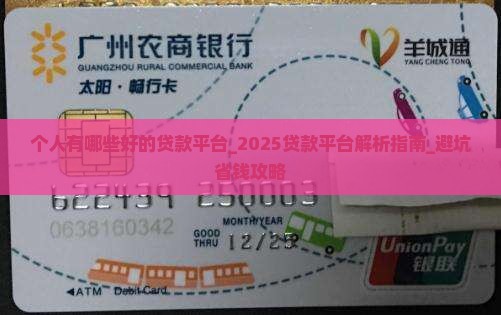 广州农商银行
GUANGZHOU RURAL COMMERCIAL BANK
太阳·畅行卡
羊城通
YANG CHENG TONG
个人有哪些好的贷款平台_2025贷款平台解析指南_避坑
省钱攻略
0638160342
MONTH/YEAR
GOOD
THRU 12/25
◀ATM Debit Card
UnionPay
银联